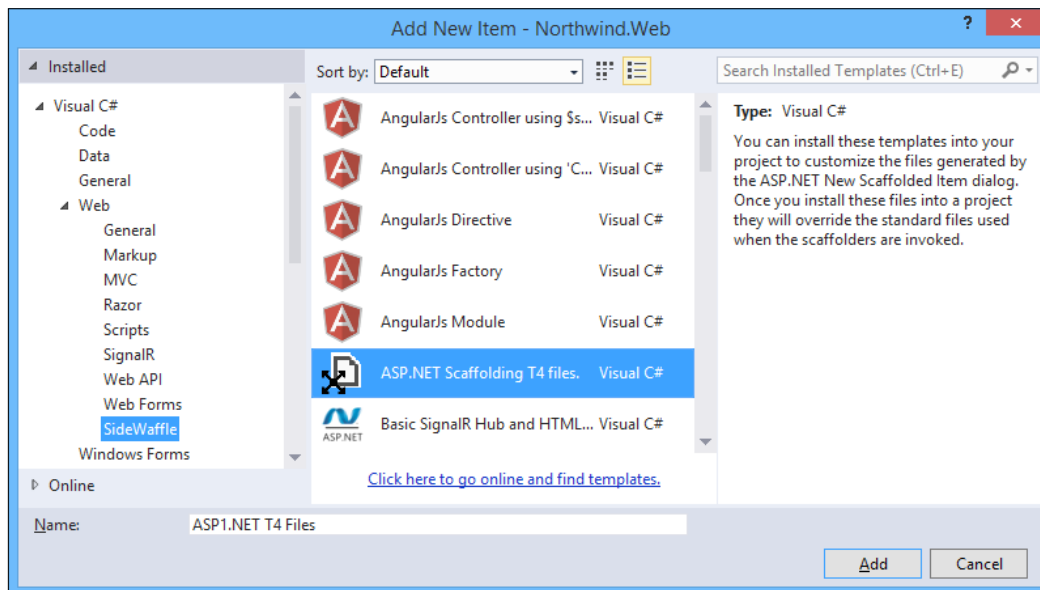 Add New Item - Northwind.Web
?
Installed
Sort by: Default
Search Installed Templates (Ctrl+E)
Visual C#
Code
Data
General
Web
General
Markup
MVC
Razor
Scripts
SignalR
Web API
Web Forms
SideWaffle
Windows Forms
Online
AngularJs Controller using $s... Visual C#
AngularJs Controller using 'C... Visual C#
AngularJs Directive Visual C#
AngularJs Factory Visual C#
AngularJs Module Visual C#
ASP.NET Scaffolding T4 files. Visual C#
ASP.NET
Basic SignalR Hub and HTML... Visual C#
Click here to go online and find templates.
Type: Visual C#
You can install these templates into your
project to customize the files generated by
the ASP.NET New Scaffolded Item dialog.
Once you install these files into a project
they will override the standard files used
when the scaffolders are invoked.
Name: ASP1.NET T4 Files
Add
Cancel